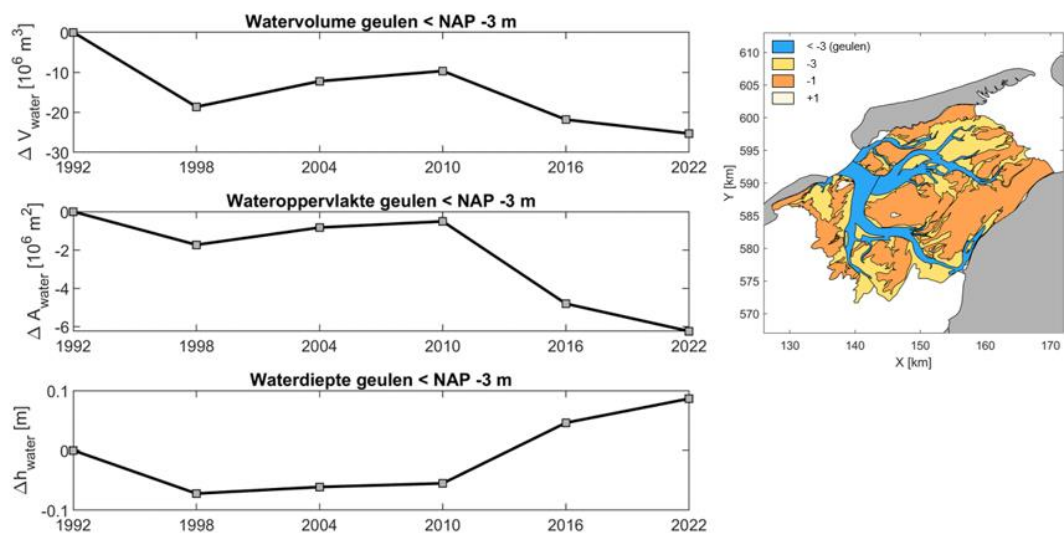 Watervolume geulen < NAP -3 m
Δ V_water [10^6 m^3]
0
-10
-20
-30
1992 1998 2004 2010 2016 2022
Wateroppervlakte geulen < NAP -3 m
Δ A_water [10^6 m^2]
0
-2
-4
-6
1992 1998 2004 2010 2016 2022
Waterdiepte geulen < NAP -3 m
Δh_water [m]
0.1
0
-0.1
1992 1998 2004 2010 2016 2022
< -3 (geulen)
-3
-1
+1
Y [km]
610
605
600
595
590
585
580
575
570
130 140 150 160 170
X [km]